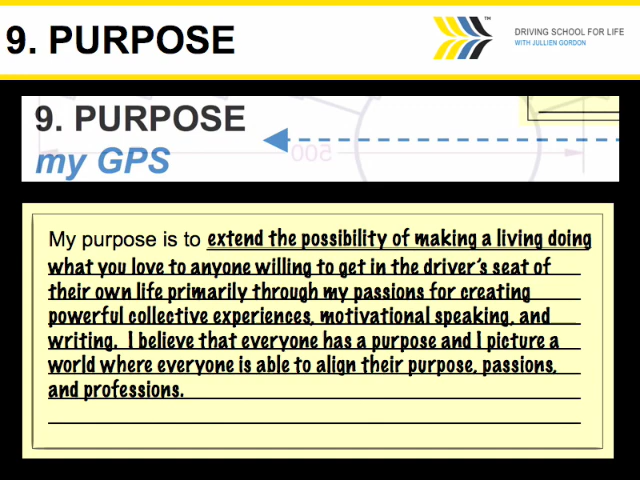 9. PURPOSE
™
DRIVING SCHOOL FOR LIFE
WITH JULLIEN GORDON
9. PURPOSE
my GPS
500
My purpose is to extend the possibility of making a living doing
what you love to anyone willing to get in the driver's seat of
their own life primarily through my passions for creating
powerful collective experiences, motivational speaking, and
writing. I believe that everyone has a purpose and I picture a
world where everyone is able to align their purpose, passions,
and professions.